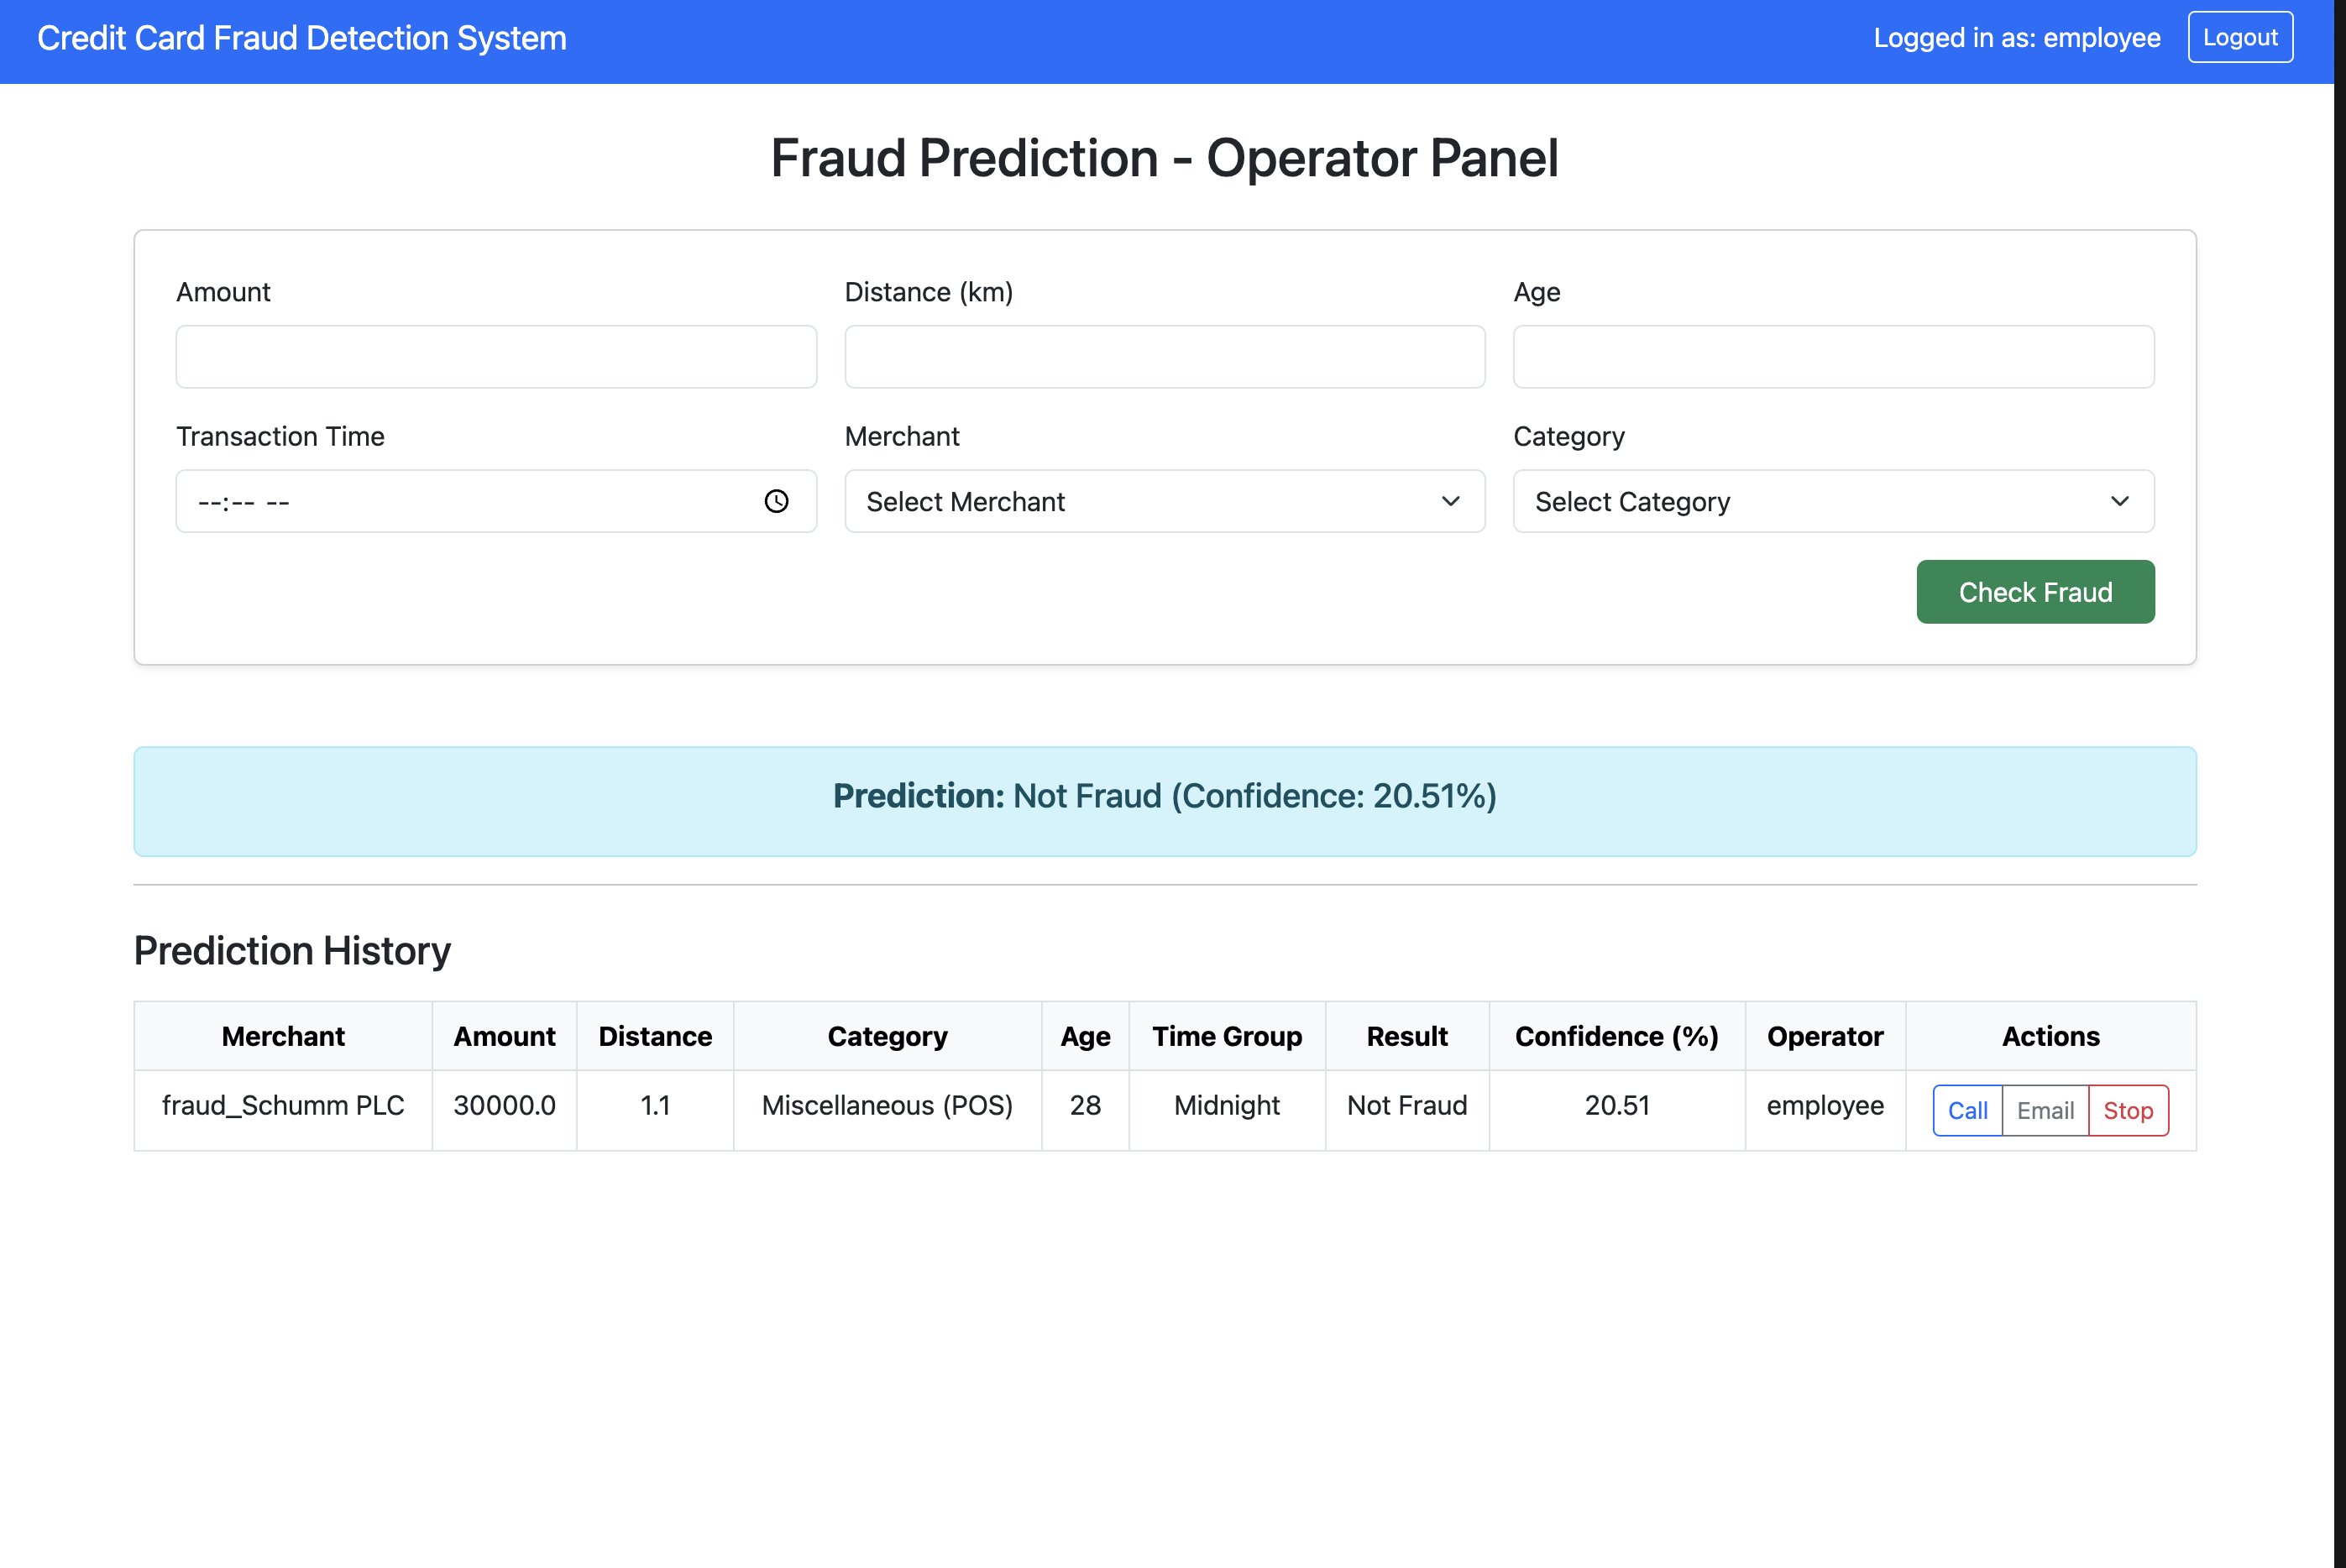 Credit Card Fraud Detection System
Logged in as: employee
Logout
Fraud Prediction - Operator Panel
Amount
Distance (km)
Age
Transaction Time
Merchant
Category
--:-- --
Select Merchant
Select Category
Check Fraud
Prediction: Not Fraud (Confidence: 20.51%)
Prediction History
Merchant Amount Distance Category Age Time Group Result Confidence (%) Operator Actions
fraud_Schumm PLC 30000.0 1.1 Miscellaneous (POS) 28 Midnight Not Fraud 20.51 employee Call Email Stop